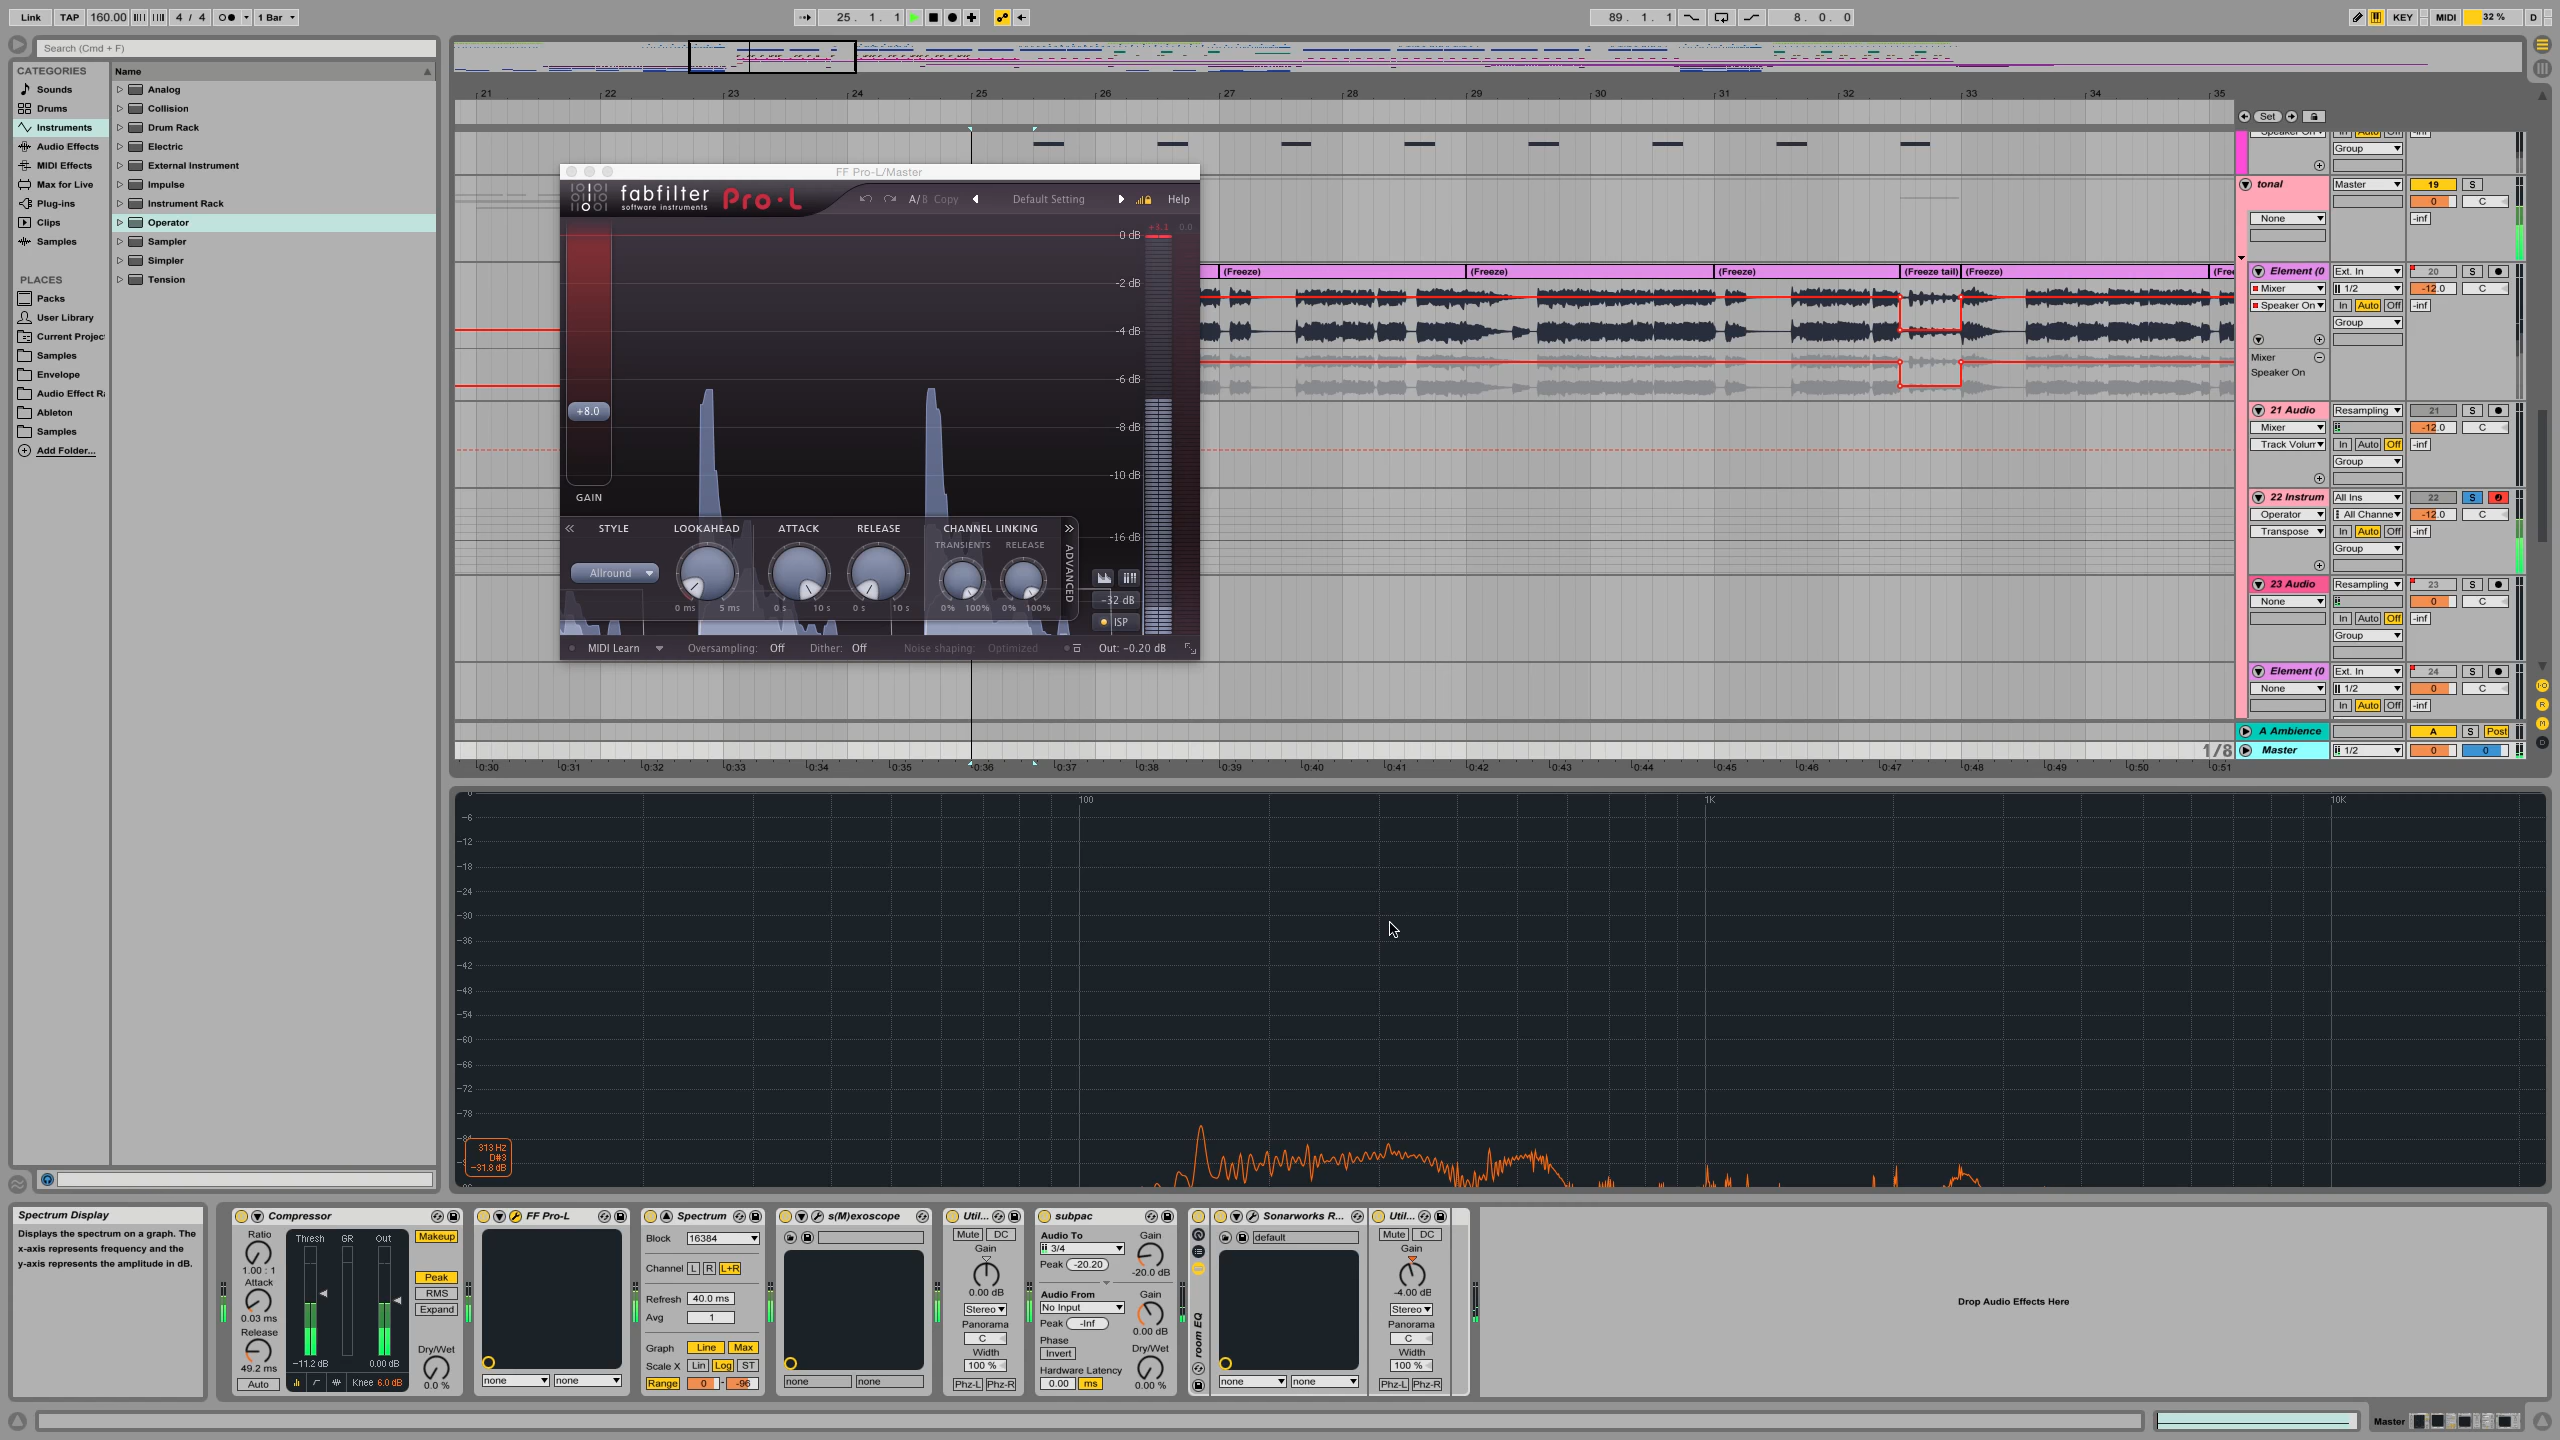 Link TAP 160.00 4 / 4 1 Bar 25 . 1 . 1 89 . 1 . 1 8 . 0 . 0 KEY MIDI 32 % D
Search (Cmd + F)
CATEGORIES
Sounds
Drums
Instruments
Audio Effects
MIDI Effects
Max for Live
Plug-ins
Clips
Samples
PLACES
Packs
User Library
Current Projec
Samples
Envelope
Audio Effect Ra
Ableton
Samples
Add Folder...
Name
Analog
Collision
Drum Rack
Electric
External Instrument
Impulse
Instrument Rack
Operator
Sampler
Simpler
Tension
21 22 23 24 25 26 27 28 29 30 31 32 33 34 35
Set
FF Pro-L/Master
fabfilter
software instruments
Pro·L
A/B Copy Default Setting Help
+3.1 0.0
0 dB
-2 dB
-4 dB
-6 dB
-8 dB
-10 dB
-16 dB
+8.0
GAIN
STYLE LOOKAHEAD ATTACK RELEASE CHANNEL LINKING
TRANSIENTS RELEASE
Allround
0 ms 5 ms 0 s 10 s 0 s 10 s 0% 100% 0% 100%
ADVANCED
-32 dB
ISP
MIDI Learn Oversampling: Off Dither: Off Noise shaping: Optimized Out: -0.20 dB
(Freeze) (Freeze) (Freeze) (Freeze tail) (Freeze)
Group
tonal Master 19 S
0 C
None -inf
Element (0 Ext. In 20 S
Mixer 1/2 -12.0 C
Speaker On In Auto Off -inf
Group
Mixer
Speaker On
21 Audio Resampling 21 S
Mixer -12.0 C
Track Volum In Auto Off -inf
Group
22 Instrum All Ins 22 S
Operator All Channe -12.0 C
Transpose In Auto Off -inf
Group
23 Audio Resampling 23 S
None 0 C
In Auto Off -inf
Group
Element (0 Ext. In 24 S
None 1/2 0 C
In Auto Off -inf
A Ambience A S Post
1/8 Master 1/2 0 0
0:30 0:31 0:32 0:33 0:34 0:35 0:36 0:37 0:38 0:39 0:40 0:41 0:42 0:43 0:44 0:45 0:46 0:47 0:48 0:49 0:50 0:51
100 1K 10K
0
-6
-12
-18
-24
-30
-36
-42
-48
-54
-60
-66
-72
-78
313 Hz
D#3
-31.8 dB
Spectrum Display
Displays the spectrum on a graph. The
x-axis represents frequency and the
y-axis represents the amplitude in dB.
Compressor
Ratio
1.00 : 1
Attack
0.03 ms
Release
49.2 ms
Auto
Thresh GR Out
-11.2 dB 0.00 dB
Knee 6.0 dB
Makeup
Peak
RMS
Expand
Dry/Wet
0.0 %
FF Pro-L
none none
Spectrum
Block 16384
Channel L R L+R
Refresh 40.0 ms
Avg 1
Graph Line Max
Scale X Lin Log ST
Range 0 - -96
s(M)exoscope
none none
Util...
Mute DC
Gain
0.00 dB
Stereo
Panorama
C
Width
100 %
Phz-L Phz-R
subpac
Audio To Gain
3/4
Peak -20.20 -20.0 dB
Audio From Gain
No Input
Peak -Inf 0.00 dB
Phase
Invert Dry/Wet
Hardware Latency
0.00 ms 0.00 %
room EQ
Sonarworks R...
default
none none
Util...
Mute DC
Gain
-4.00 dB
Stereo
Panorama
C
Width
100 %
Phz-L Phz-R
Drop Audio Effects Here
Master